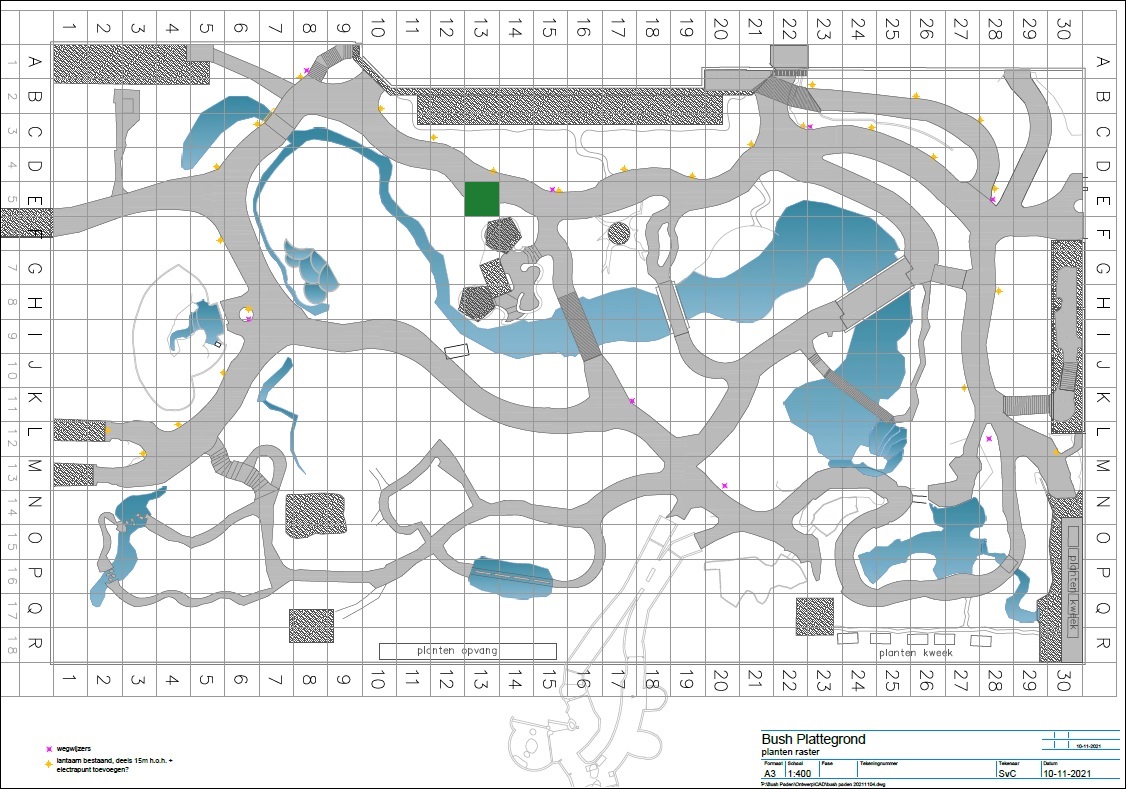 1 2 3 4 5 6 7 8 9 10 11 12 13 14 15 16 17 18 19 20 21 22 23 24 25 26 27 28 29 30
1 A A
2 B B
3 C C
4 D D
5 E E
F F
7 G G
8 H H
9 I I
10 J J
11 K K
12 L L
13 M M
14 N N
15 O O
16 P P
17 Q Q
18 R R
planten kweek
planten opvang
planten kweek
1 2 3 4 5 6 7 8 9 10 11 12 13 14 15 16 17 18 19 20 21 22 23 24 25 26 27 28 29 30
wegwijzers
lantaarn bestaand, deels 15m h.o.h. +
electrapunt toevoegen?
Bush Plattegrond
planten raster
10-11-2021
Formaat Schaal Fase Tekeningnummer Tekenaar Datum
A3 1:400 SvC 10-11-2021
P:\Bush Paden\Ontwerp\CAD\bush paden 20211104.dwg